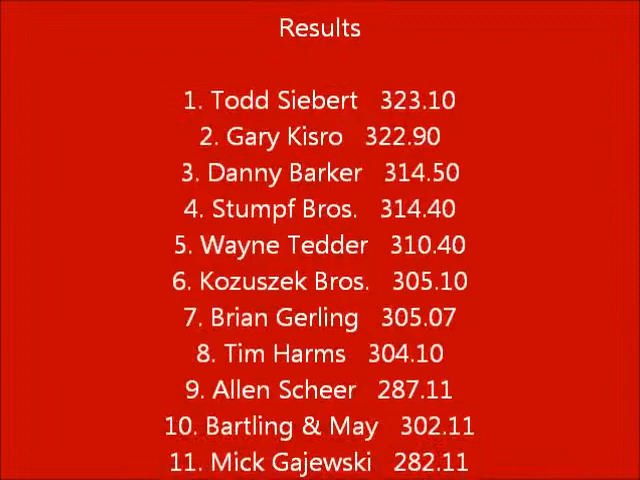 Results
1. Todd Siebert 323.10
2. Gary Kisro 322.90
3. Danny Barker 314.50
4. Stumpf Bros. 314.40
5. Wayne Tedder 310.40
6. Kozuszek Bros. 305.10
7. Brian Gerling 305.07
8. Tim Harms 304.10
9. Allen Scheer 287.11
10. Bartling & May 302.11
11. Mick Gajewski 282.11